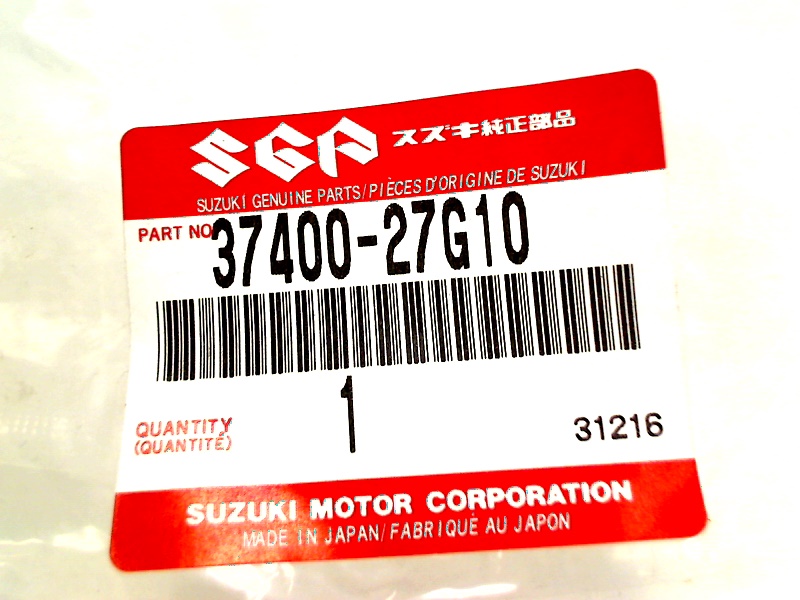 SGP スズキ純正部品
SUZUKI GENUINE PARTS/PIÈCES D'ORIGINE DE SUZUKI
PART NO. 37400-27G10
QUANTITY 1 31216
(QUANTITÉ)
SUZUKI MOTOR CORPORATION
MADE IN JAPAN/FABRIQUÉ AU JAPON